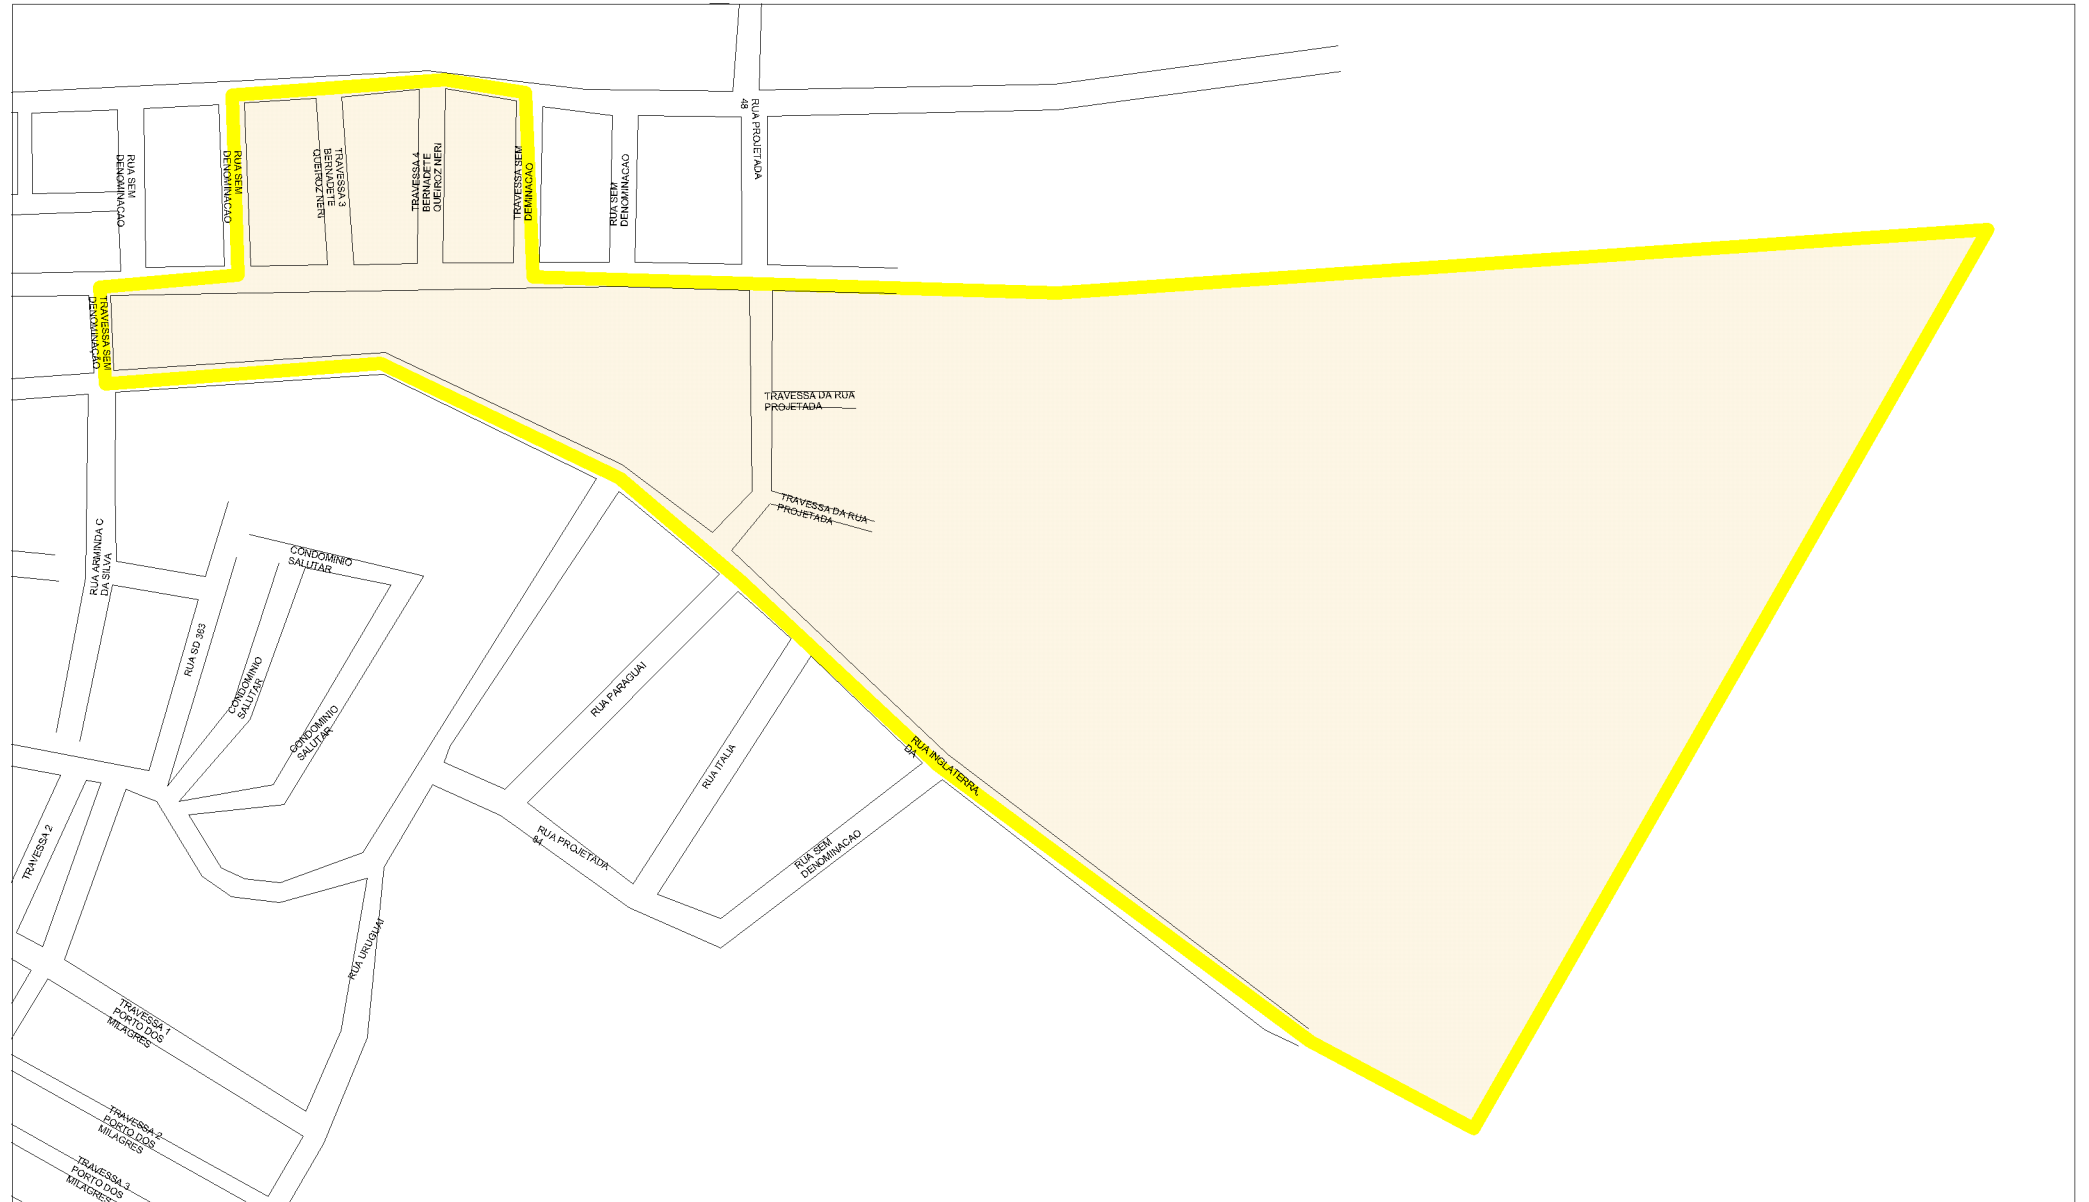 RUA PROJETADA
48
RUA SEM
DENOMINACAO
RUA SEM
DENOMINACAO
TRAVESSA 3
BERNADETE
QUEIROZ NERI
TRAVESSA 4
BERNADETE
QUEIROZ NERI
TRAVESSA SEM
DEMINACAO
RUA SEM
DENOMINACAO
TRAVESSA SEM
DENOMINAÇÃO
TRAVESSA DA RUA
PROJETADA
TRAVESSA DA RUA
PROJETADA
RUA ARMINDA C
DA SILVA
CONDOMINIO
SALUTAR
RUA SD 363
CONDOMINIO
SALUTAR
CONDOMINIO
SALUTAR
RUA PARAGUAI
RUA ITALIA
RUA INGLATERRA,
DA
TRAVESSA 2
RUA PROJETADA
84
RUA SEM
DENOMINACAO
RUA URUGUAI
TRAVESSA 1
PORTO DOS
MILAGRES
TRAVESSA 2
PORTO DOS
MILAGRES
TRAVESSA 3
PORTO DOS
MILAGRES